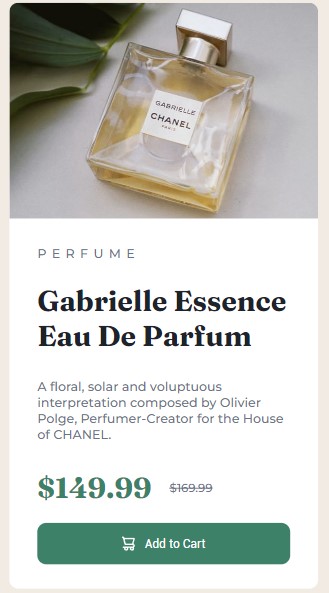 GABRIELLE
CHANEL
PARIS
PERFUME
Gabrielle Essence
Eau De Parfum
A floral, solar and voluptuous
interpretation composed by Olivier
Polge, Perfumer-Creator for the House
of CHANEL.
$149.99 $169.99
Add to Cart